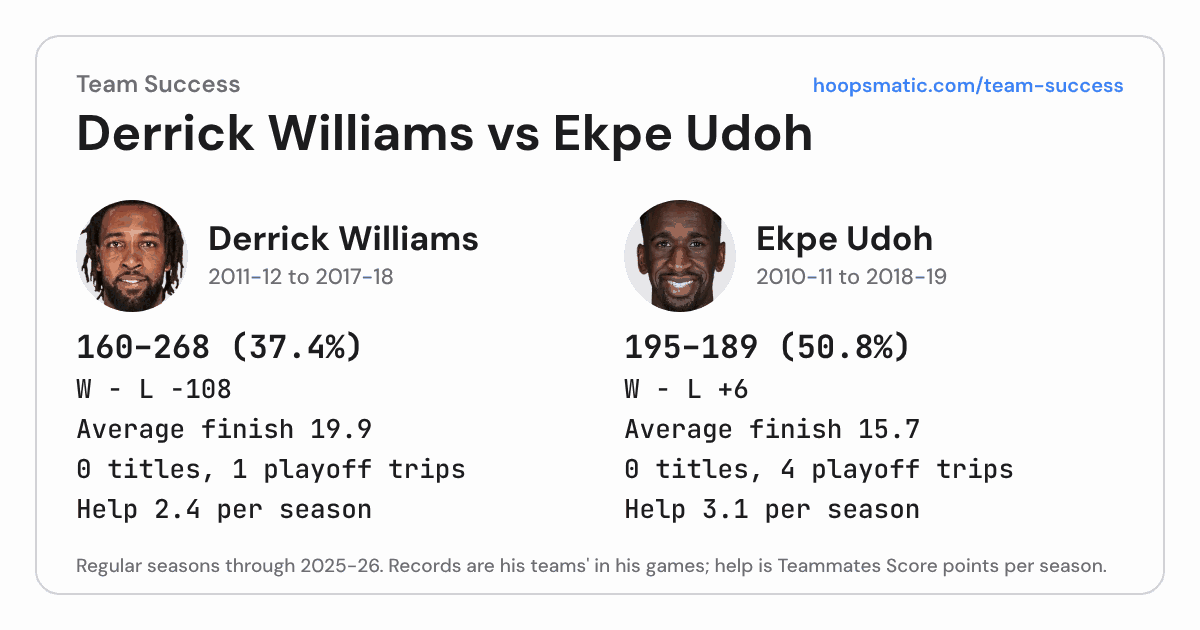 Team Success
hoopsmatic.com/team-success
Derrick Williams vs Ekpe Udoh
Derrick Williams
2011-12 to 2017-18
160-268 (37.4%)
W - L -108
Average finish 19.9
0 titles, 1 playoff trips
Help 2.4 per season
Ekpe Udoh
2010-11 to 2018-19
195-189 (50.8%)
W - L +6
Average finish 15.7
0 titles, 4 playoff trips
Help 3.1 per season
Regular seasons through 2025-26. Records are his teams' in his games; help is Teammates Score points per season.